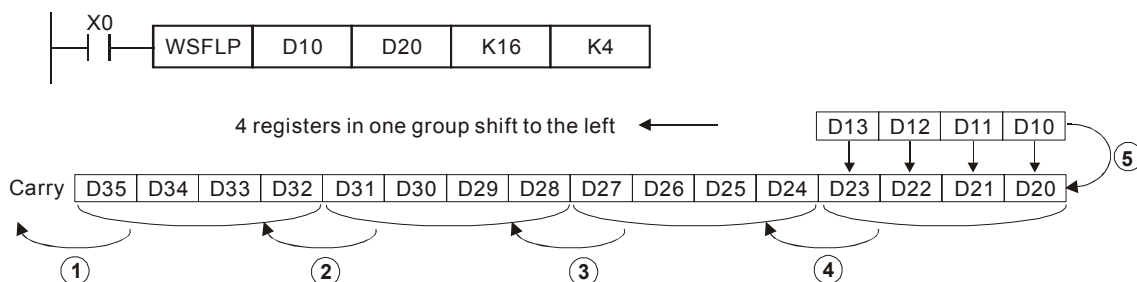 X0
WSFLP D10 D20 K16 K4
4 registers in one group shift to the left
D13 D12 D11 D10
5
Carry D35 D34 D33 D32 D31 D30 D29 D28 D27 D26 D25 D24 D23 D22 D21 D20
1 2 3 4